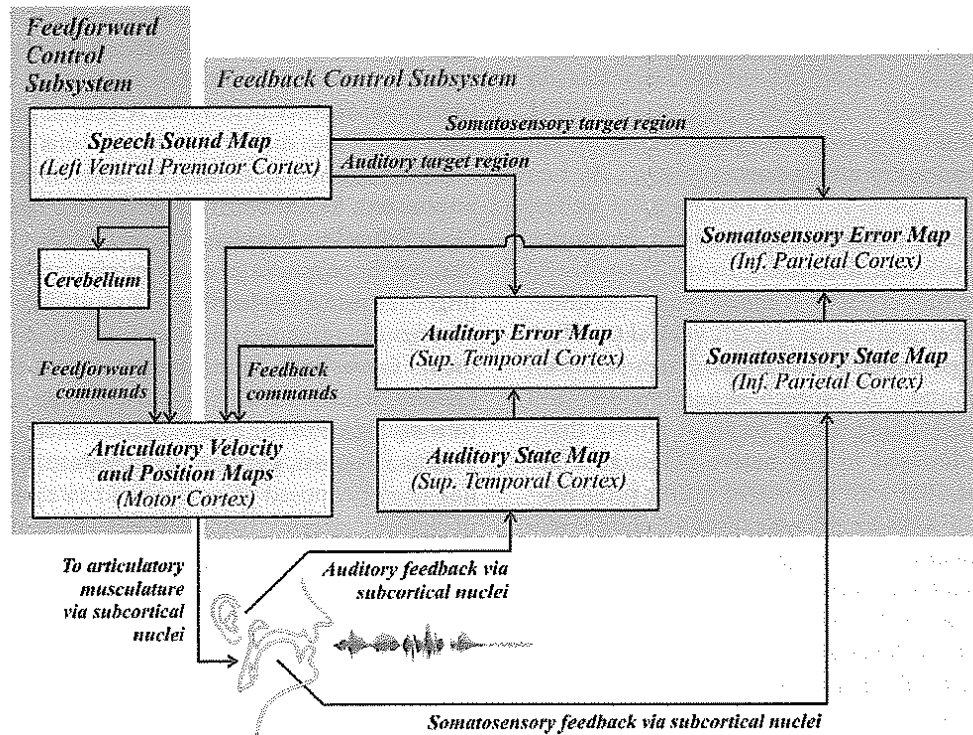 Feedforward
Control
Subsystem
Feedback Control Subsystem
Speech Sound Map
(Left Ventral Premotor Cortex)
Somatosensory target region
Auditory target region
Somatosensory Error Map
(Inf. Parietal Cortex)
Cerebellum
Auditory Error Map
(Sup. Temporal Cortex)
Somatosensory State Map
(Inf. Parietal Cortex)
Feedforward
commands
Feedback
commands
Articulatory Velocity
and Position Maps
(Motor Cortex)
Auditory State Map
(Sup. Temporal Cortex)
To articulatory
musculature
via subcortical
nuclei
Auditory feedback via
subcortical nuclei
Somatosensory feedback via subcortical nuclei